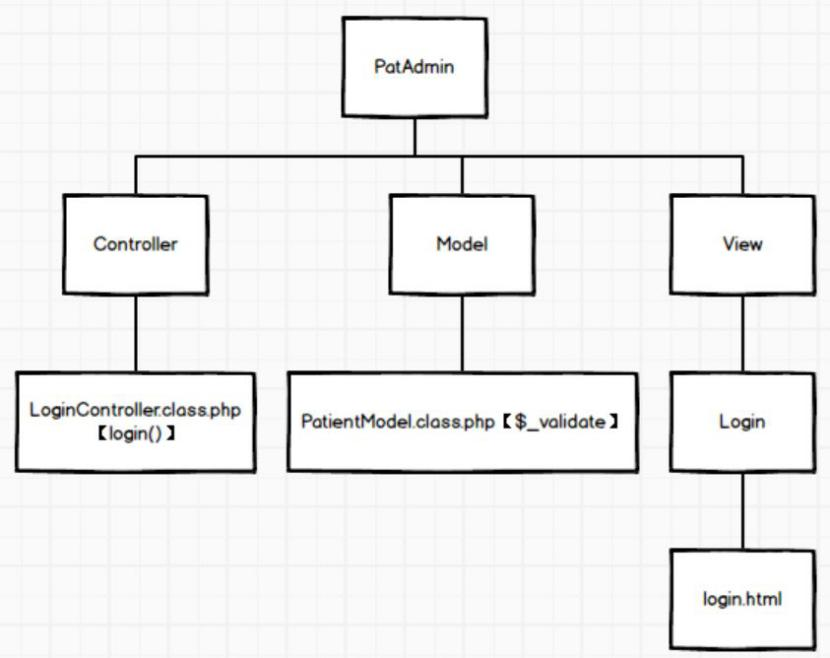 PatAdmin
Controller
Model
View
LoginController.class.php
【login()】
PatientModel.class.php【$_validate】
Login
login.html